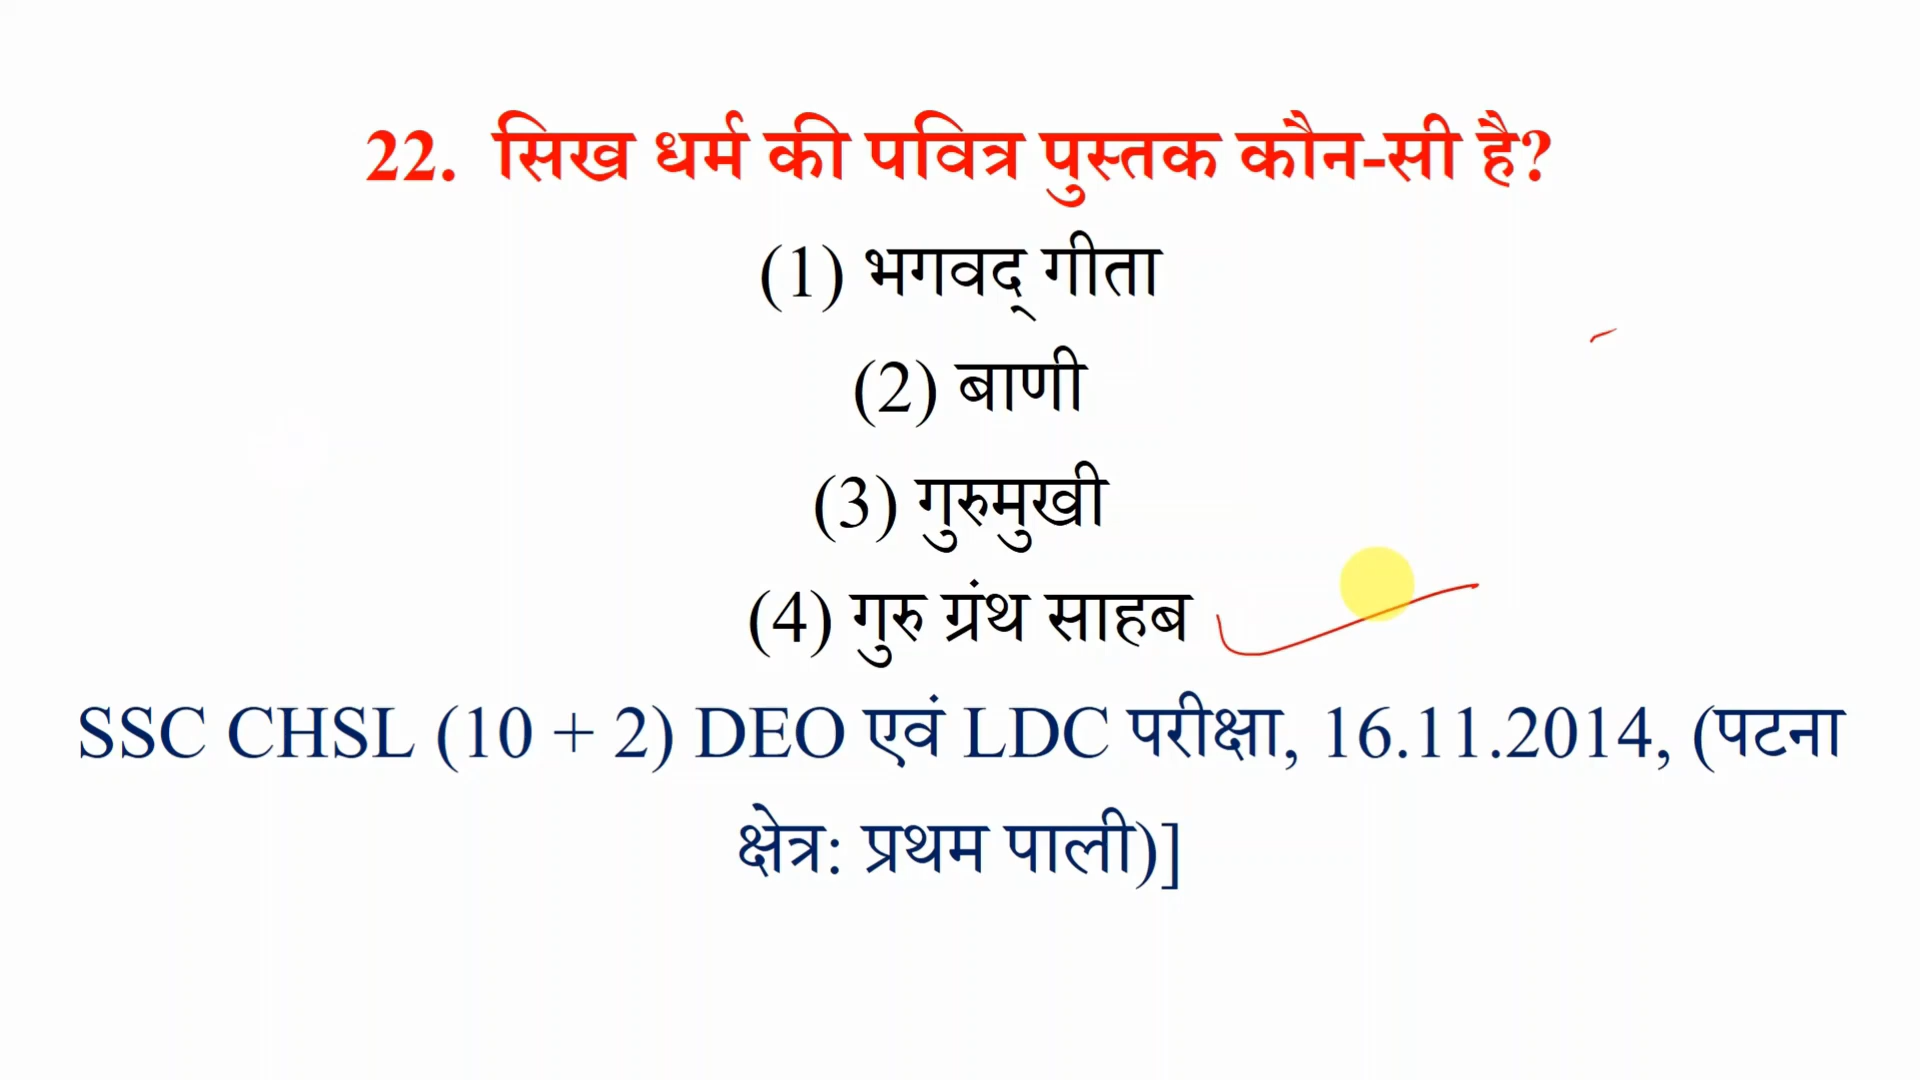 22. सिख धर्म की पवित्र पुस्तक कौन-सी है?
(1) भगवद् गीता
(2) बाणी
(3) गुरुमुखी
(4) गुरु ग्रंथ साहब
SSC CHSL (10 + 2) DEO एवं LDC परीक्षा, 16.11.2014, (पटना
क्षेत्र: प्रथम पाली)]